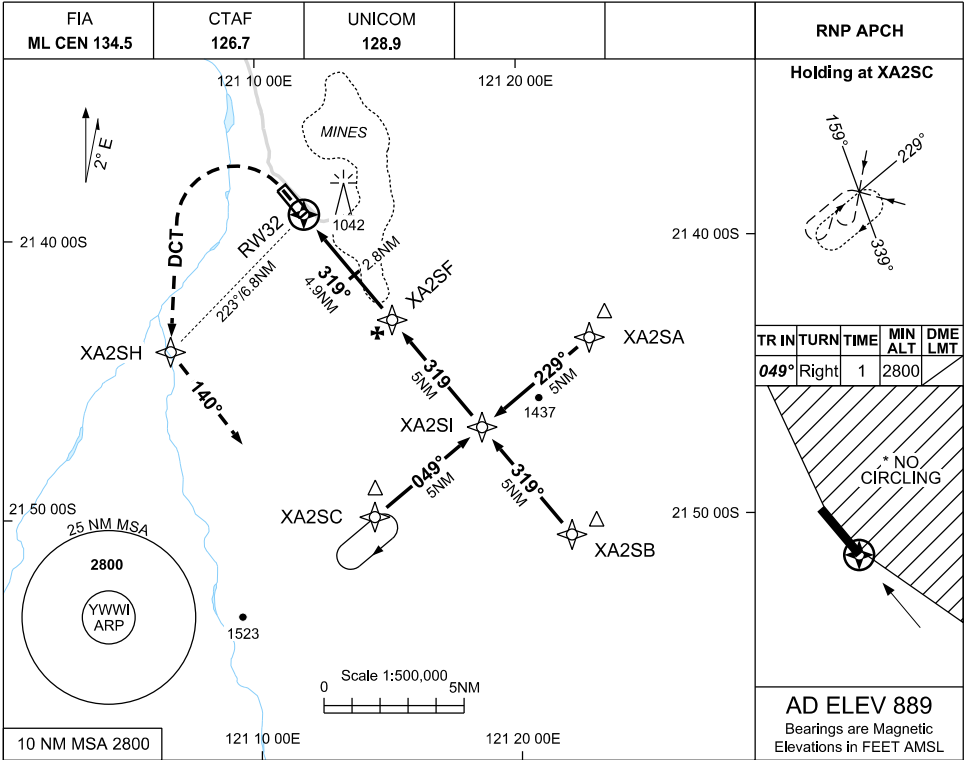 FIA
ML CEN 134.5
CTAF
126.7
UNICOM
128.9
RNP APCH
121 10 00E
121 20 00E
2° E
MINES
1042
RW32
21 40 00S
21 40 00S
DCT
223°/6.8NM
319°
4.9NM
2.8NM
XA2SF
XA2SH
140°
XA2SA
229°
5NM
1437
319
5NM
XA2SI
049°
5NM
319°
5NM
XA2SC
XA2SB
21 50 00S
21 50 00S
25 NM MSA
2800
YWWI
ARP
1523
Scale 1:500,000
0
5NM
10 NM MSA 2800
121 10 00E
121 20 00E
Holding at XA2SC
159°
229°
339°
TR IN TURN TIME MIN ALT DME LMT
049° Right 1 2800
* NO
CIRCLING
AD ELEV 889
Bearings are Magnetic
Elevations in FEET AMSL